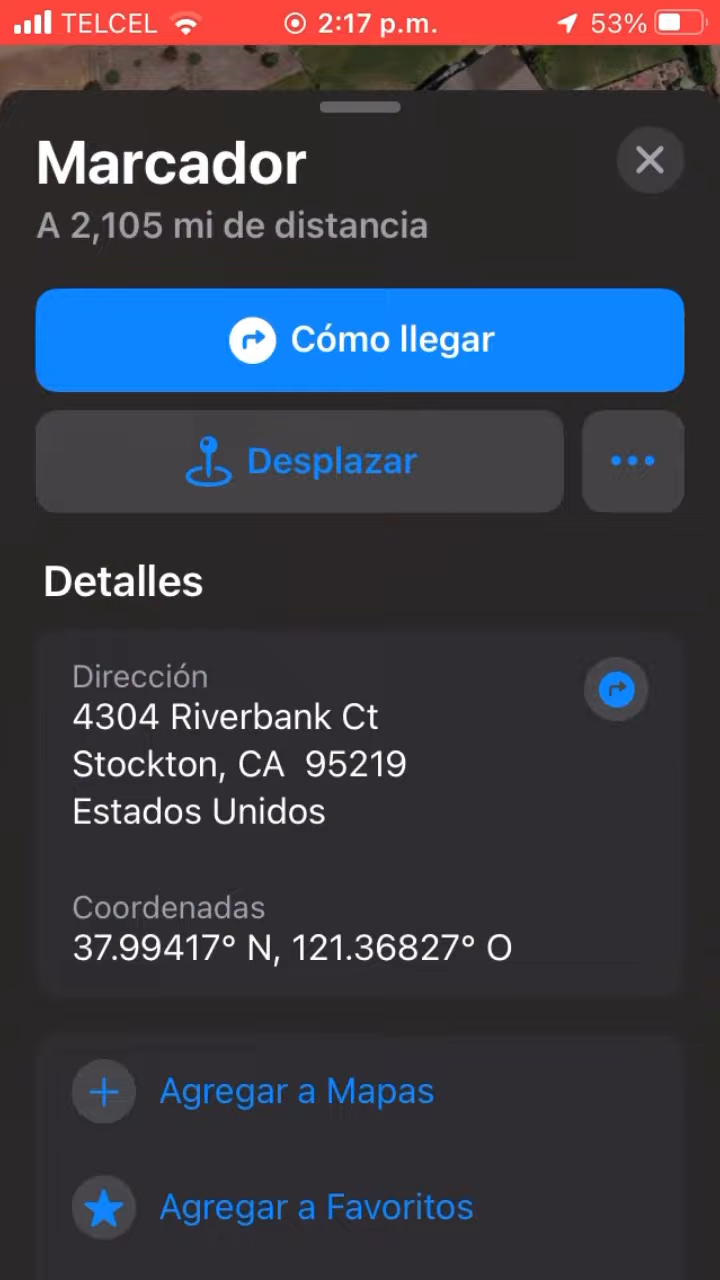 TELCEL 2:17 p.m. 53%
Marcador
A 2,105 mi de distancia
Cómo llegar
Desplazar
Detalles
Dirección
4304 Riverbank Ct
Stockton, CA  95219
Estados Unidos
Coordenadas
37.99417° N, 121.36827° O
Agregar a Mapas
Agregar a Favoritos